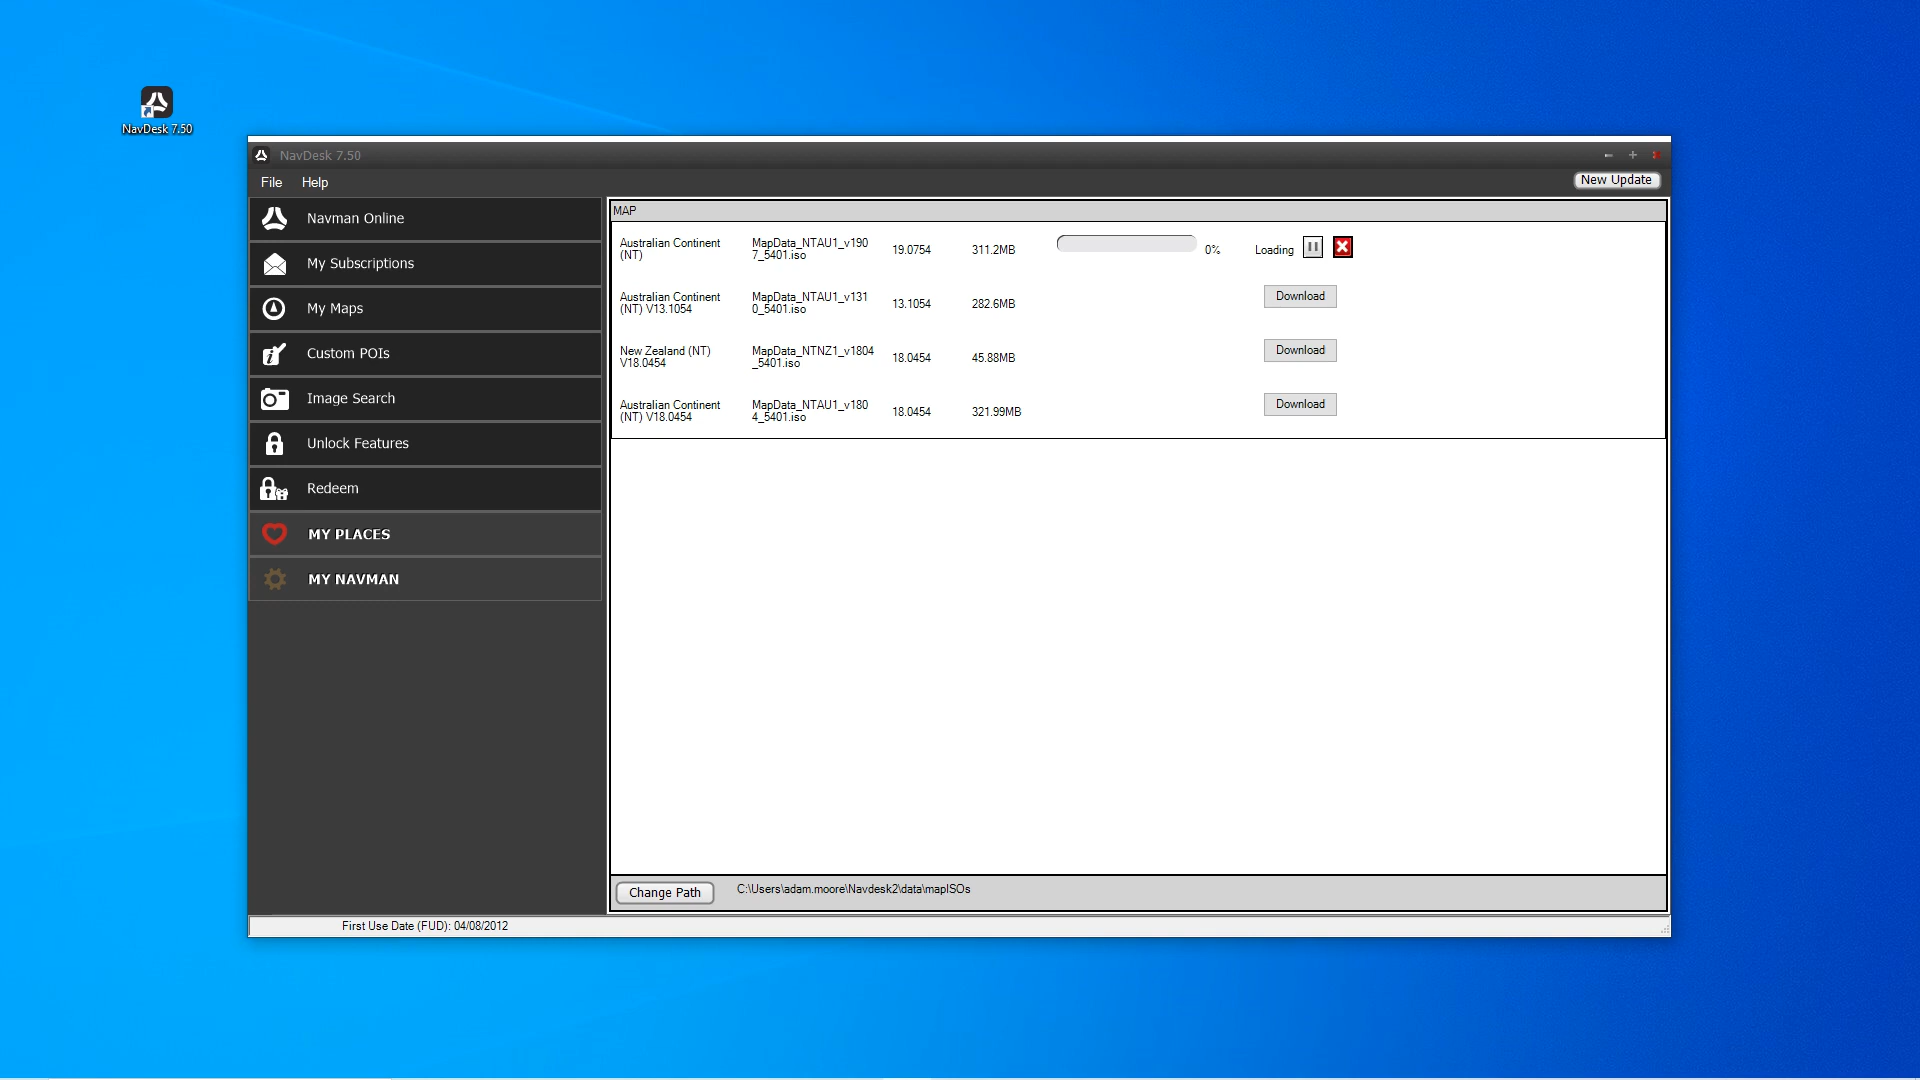 NavDesk 7.50
NavDesk 7.50
File Help
New Update
Navman Online
My Subscriptions
My Maps
Custom POIs
Image Search
Unlock Features
Redeem
MY PLACES
MY NAVMAN
MAP
Australian Continent
(NT)
MapData_NTAU1_v190
7_5401.iso
19.0754
311.2MB
0%
Loading
Australian Continent
(NT) V13.1054
MapData_NTAU1_v131
0_5401.iso
13.1054
282.6MB
Download
New Zealand (NT)
V18.0454
MapData_NTNZ1_v1804
_5401.iso
18.0454
45.88MB
Download
Australian Continent
(NT) V18.0454
MapData_NTAU1_v180
4_5401.iso
18.0454
321.99MB
Download
Change Path
C:\Users\adam.moore\Navdesk2\data\mapISOs
First Use Date (FUD): 04/08/2012